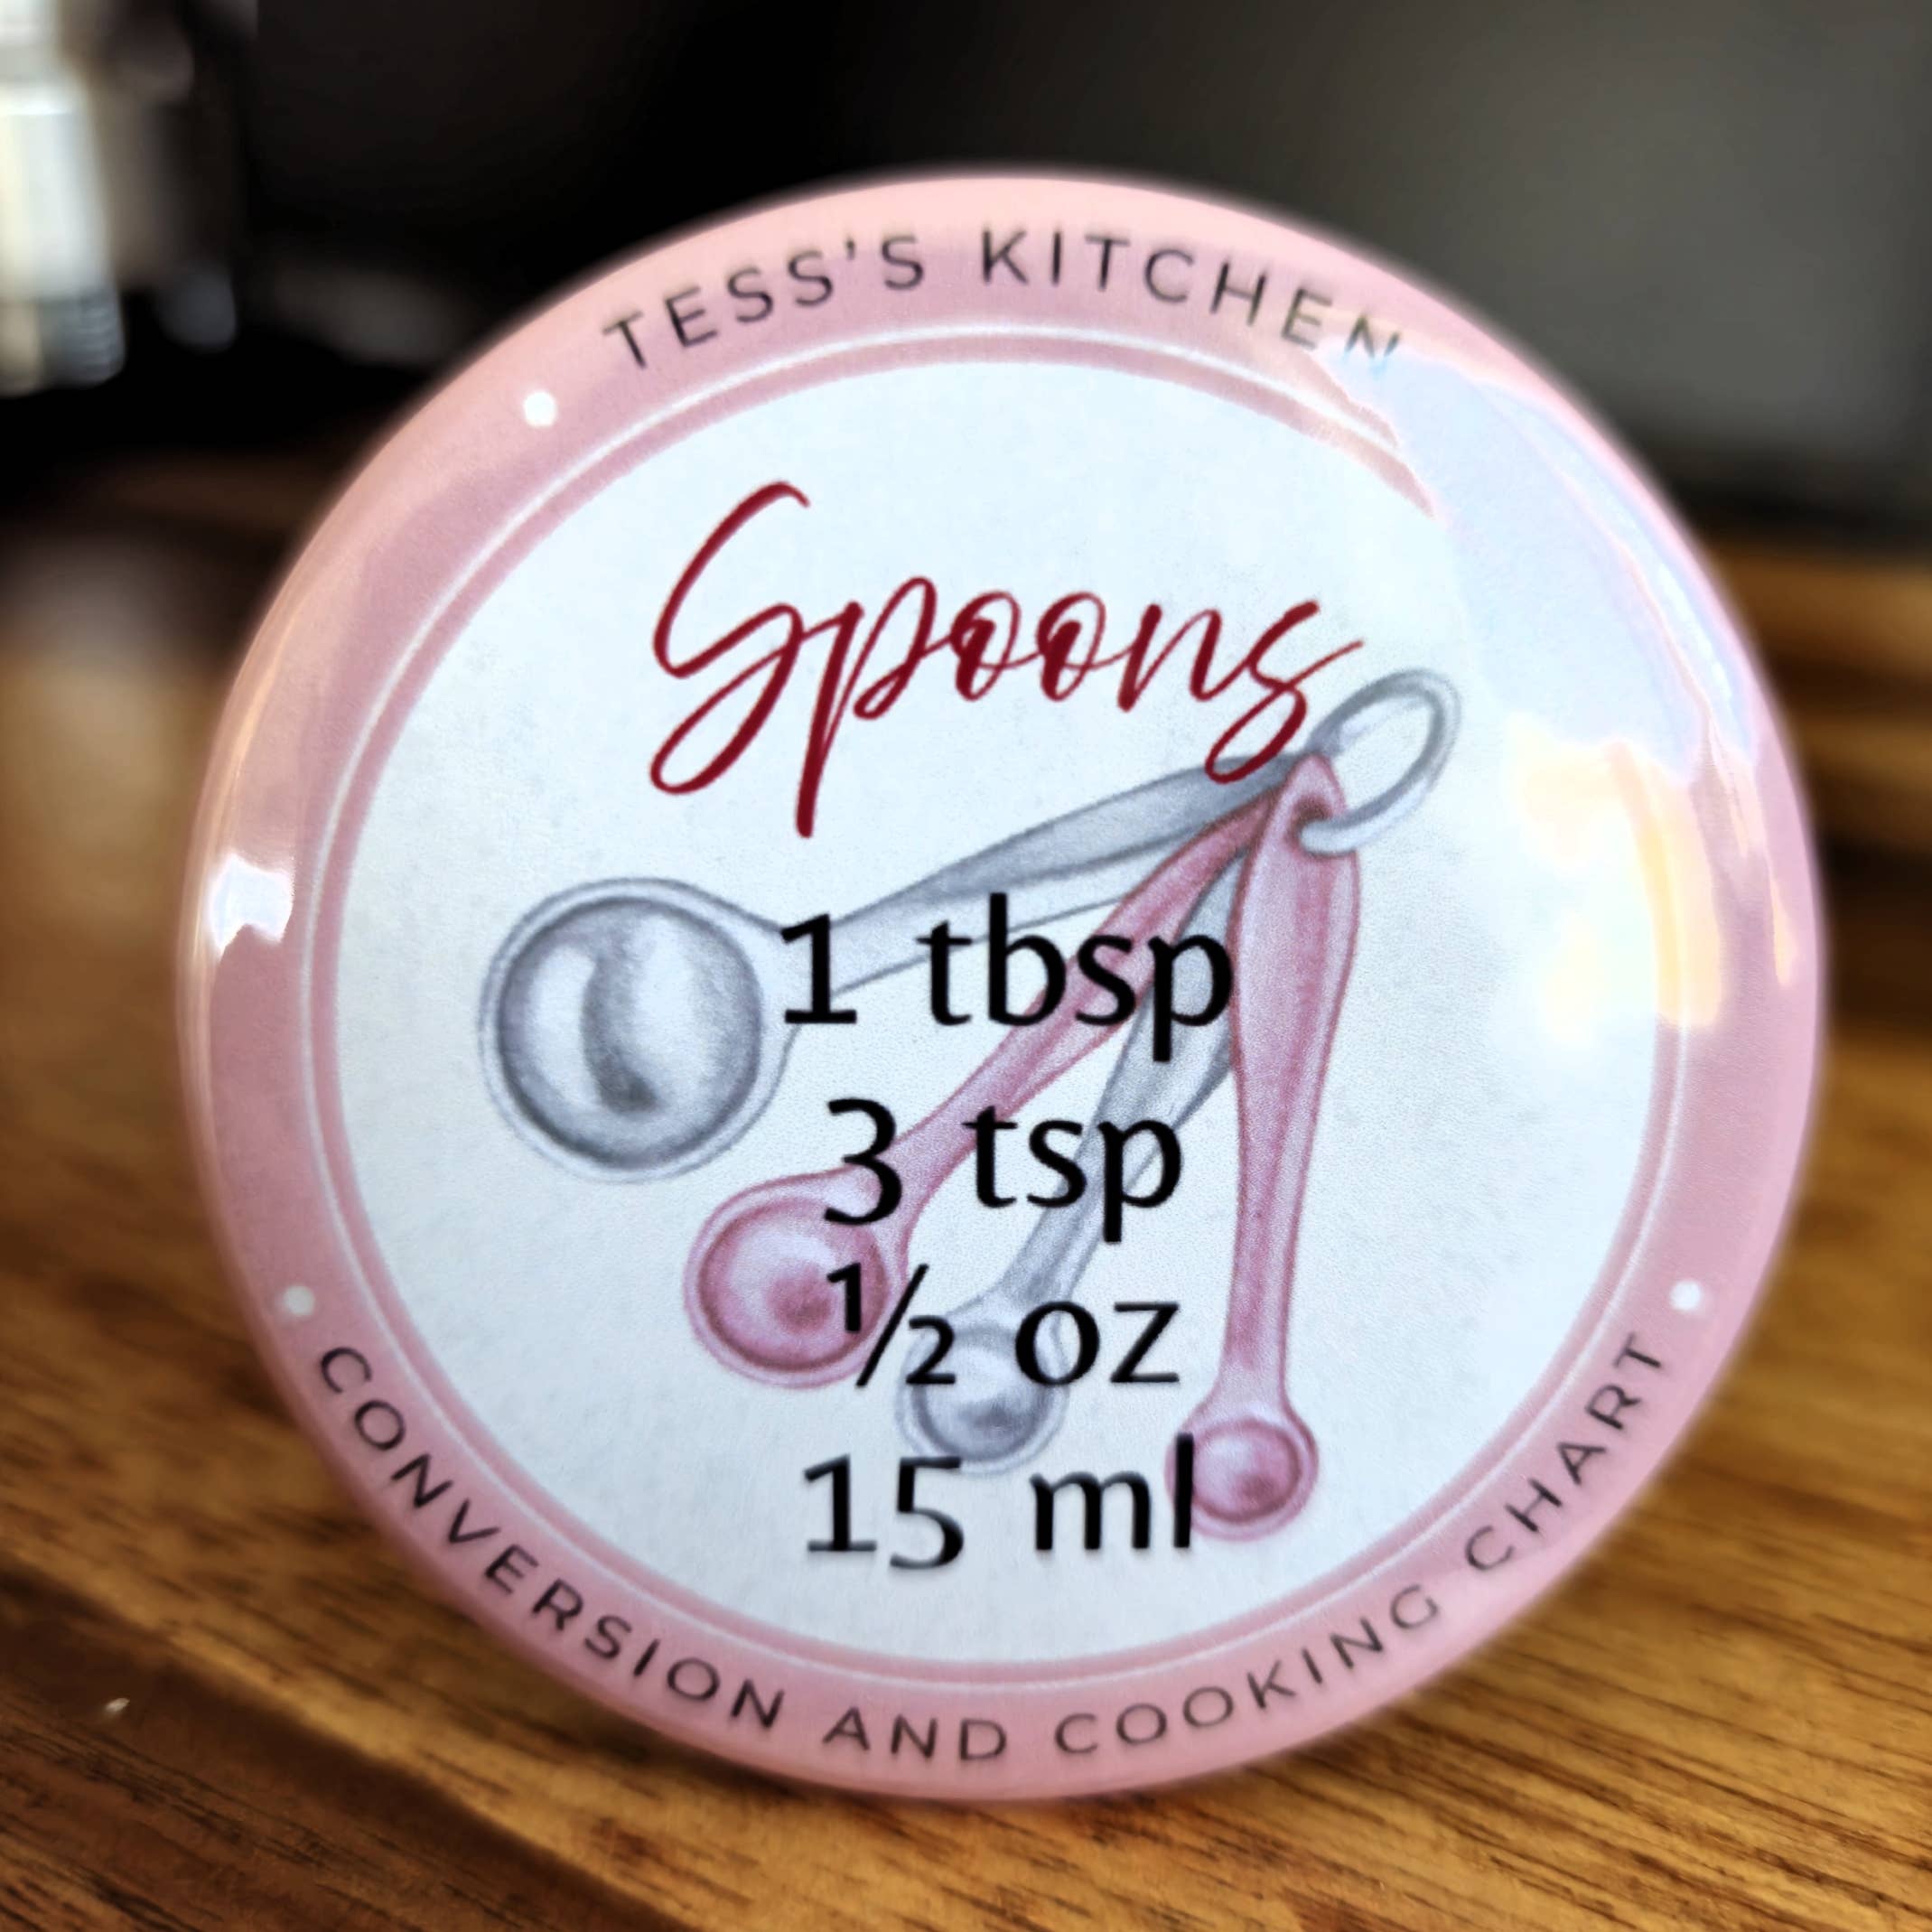 TESS'S KITCHEN
Spoons
1 tbsp
3 tsp
½ oz
15 ml
CONVERSION AND COOKING CHART